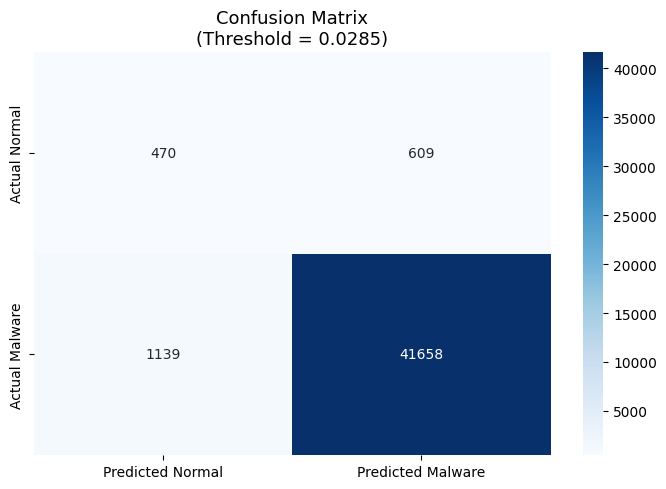 Confusion Matrix
(Threshold = 0.0285)
Actual Normal
470
609
Actual Malware
1139
41658
Predicted Normal
Predicted Malware
40000
35000
30000
25000
20000
15000
10000
5000